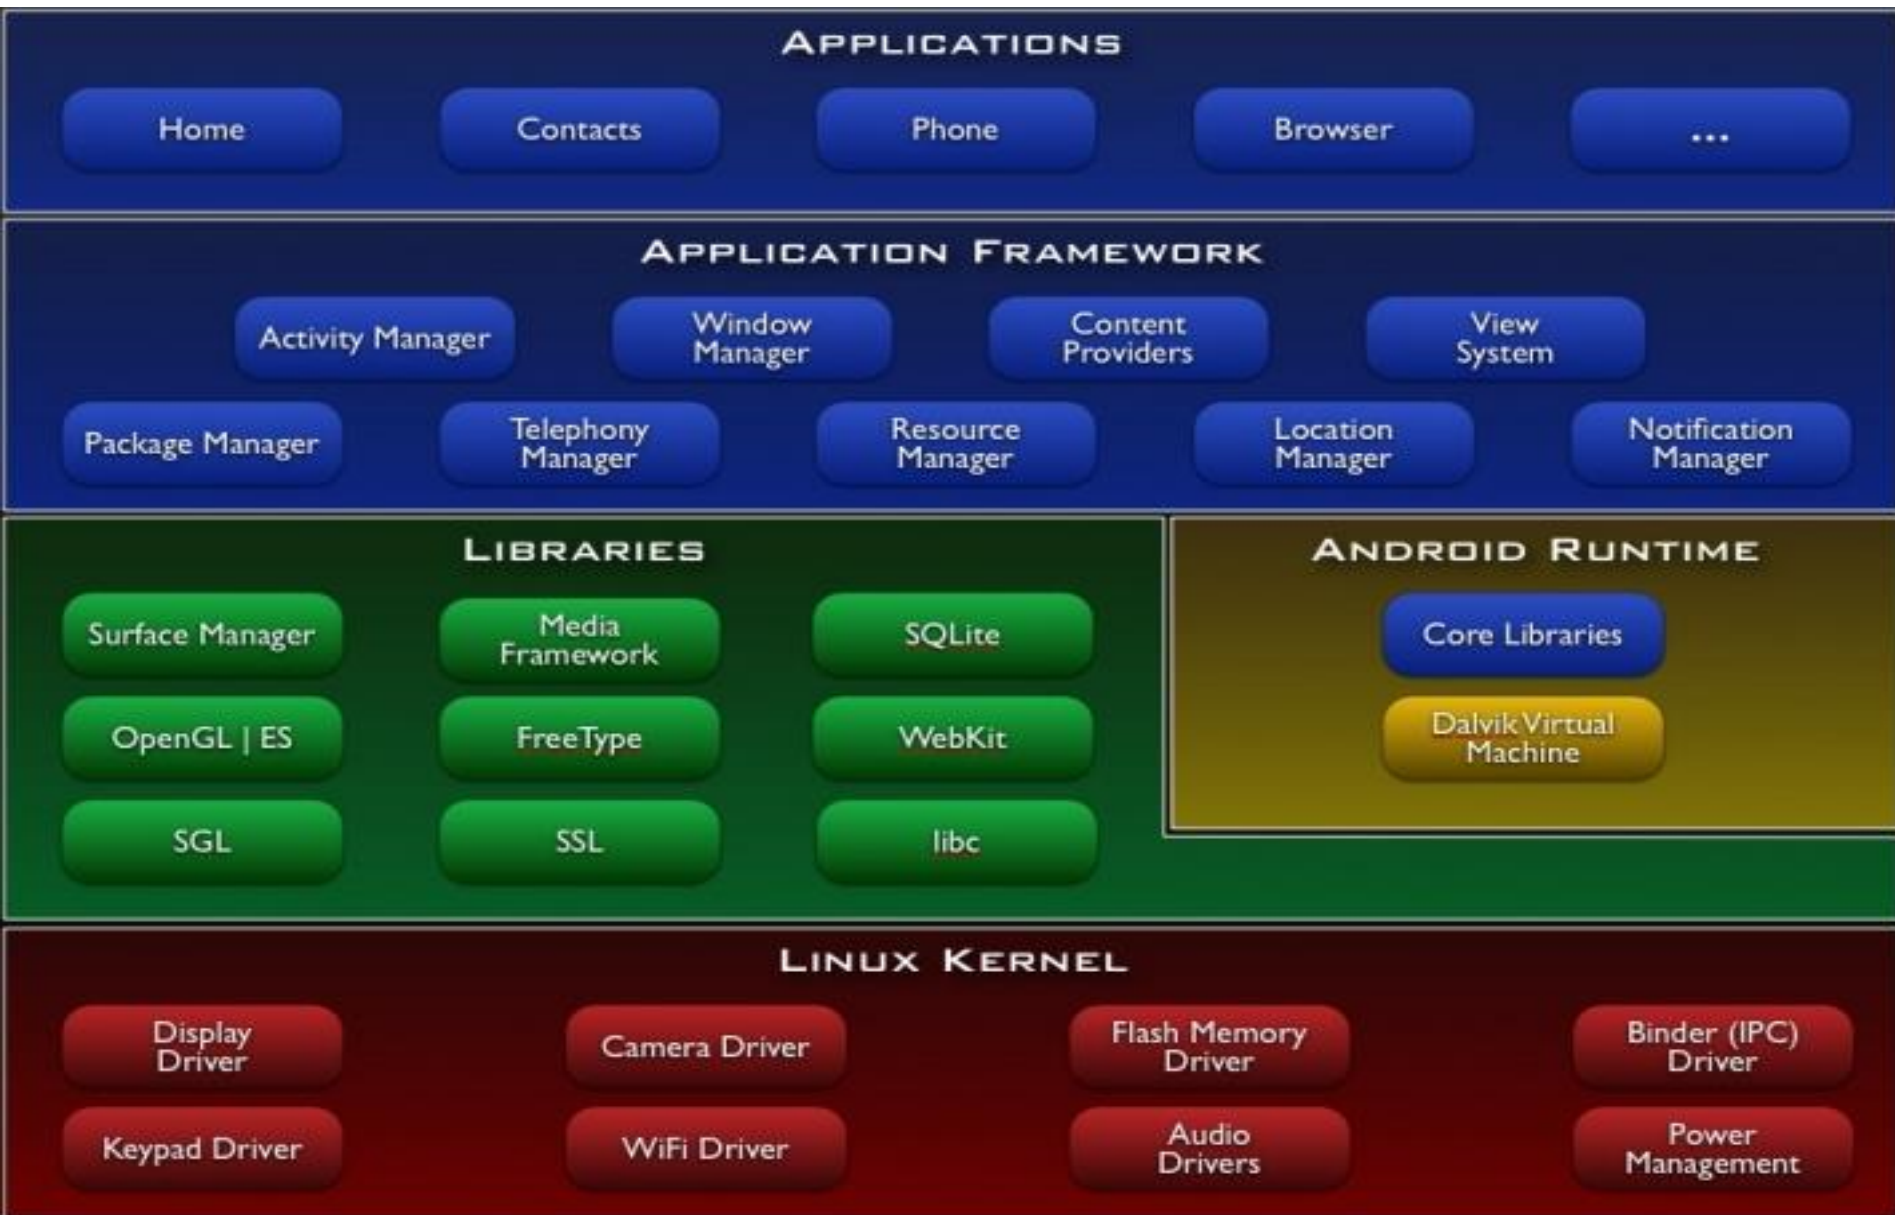 APPLICATIONS
Home
Contacts
Phone
Browser
...
APPLICATION FRAMEWORK
Activity Manager
Window
Manager
Content
Providers
View
System
Package Manager
Telephony
Manager
Resource
Manager
Location
Manager
Notification
Manager
LIBRARIES
Surface Manager
Media
Framework
SQLite
OpenGL | ES
FreeType
WebKit
SGL
SSL
libc
ANDROID RUNTIME
Core Libraries
Dalvik Virtual
Machine
LINUX KERNEL
Display
Driver
Camera Driver
Flash Memory
Driver
Binder (IPC)
Driver
Keypad Driver
WiFi Driver
Audio
Drivers
Power
Management